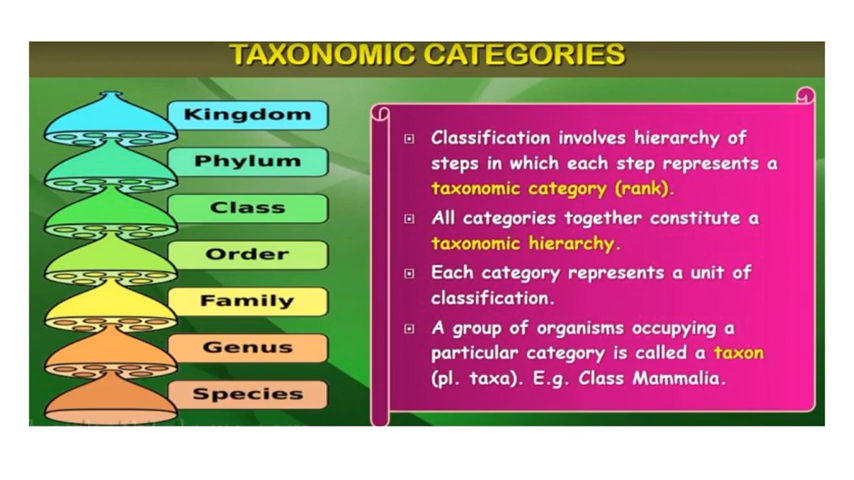 TAXONOMIC CATEGORIES
Kingdom
Phylum
Class
Order
Family
Genus
Species
Classification involves hierarchy of
steps in which each step represents a
taxonomic category (rank).
All categories together constitute a
taxonomic hierarchy.
Each category represents a unit of
classification.
A group of organisms occupying a
particular category is called a taxon
(pl. taxa). E.g. Class Mammalia.